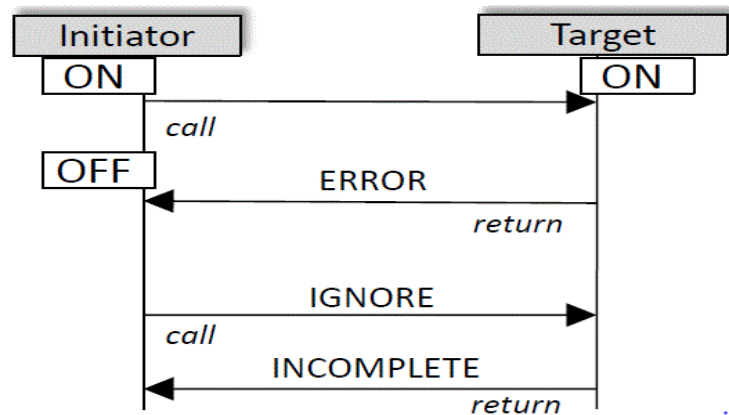 Initiator
Target
ON
ON
call
OFF
ERROR
return
IGNORE
call
INCOMPLETE
return
.